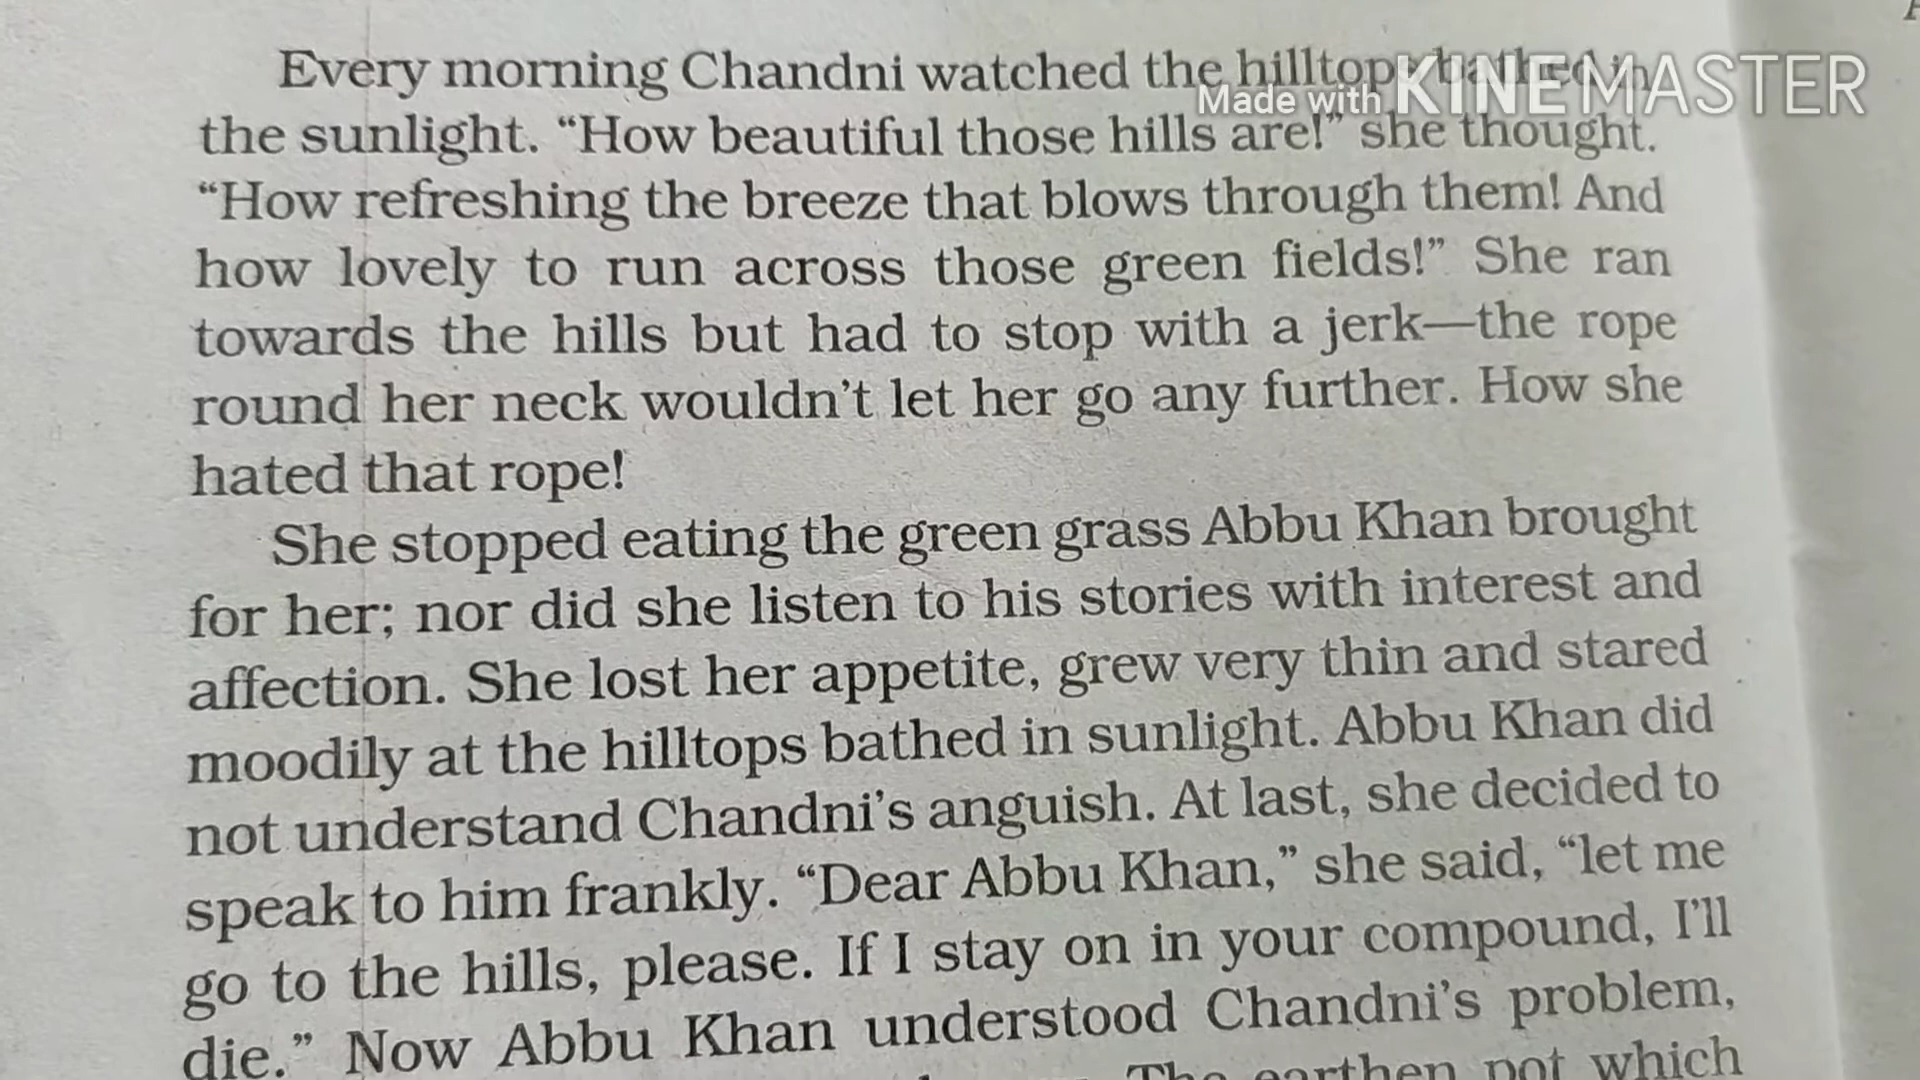 Every morning Chandni watched the hilltops bathed in
Made with KINEMASTER
the sunlight. “How beautiful those hills are!” she thought.
“How refreshing the breeze that blows through them! And
how lovely to run across those green fields!” She ran
towards the hills but had to stop with a jerk—the rope
round her neck wouldn’t let her go any further. How she
hated that rope!
She stopped eating the green grass Abbu Khan brought
for her; nor did she listen to his stories with interest and
affection. She lost her appetite, grew very thin and stared
moodily at the hilltops bathed in sunlight. Abbu Khan did
not understand Chandni’s anguish. At last, she decided to
speak to him frankly. “Dear Abbu Khan,” she said, “let me
go to the hills, please. If I stay on in your compound, I’ll
die.” Now Abbu Khan understood Chandni’s problem,
The earthen pot which